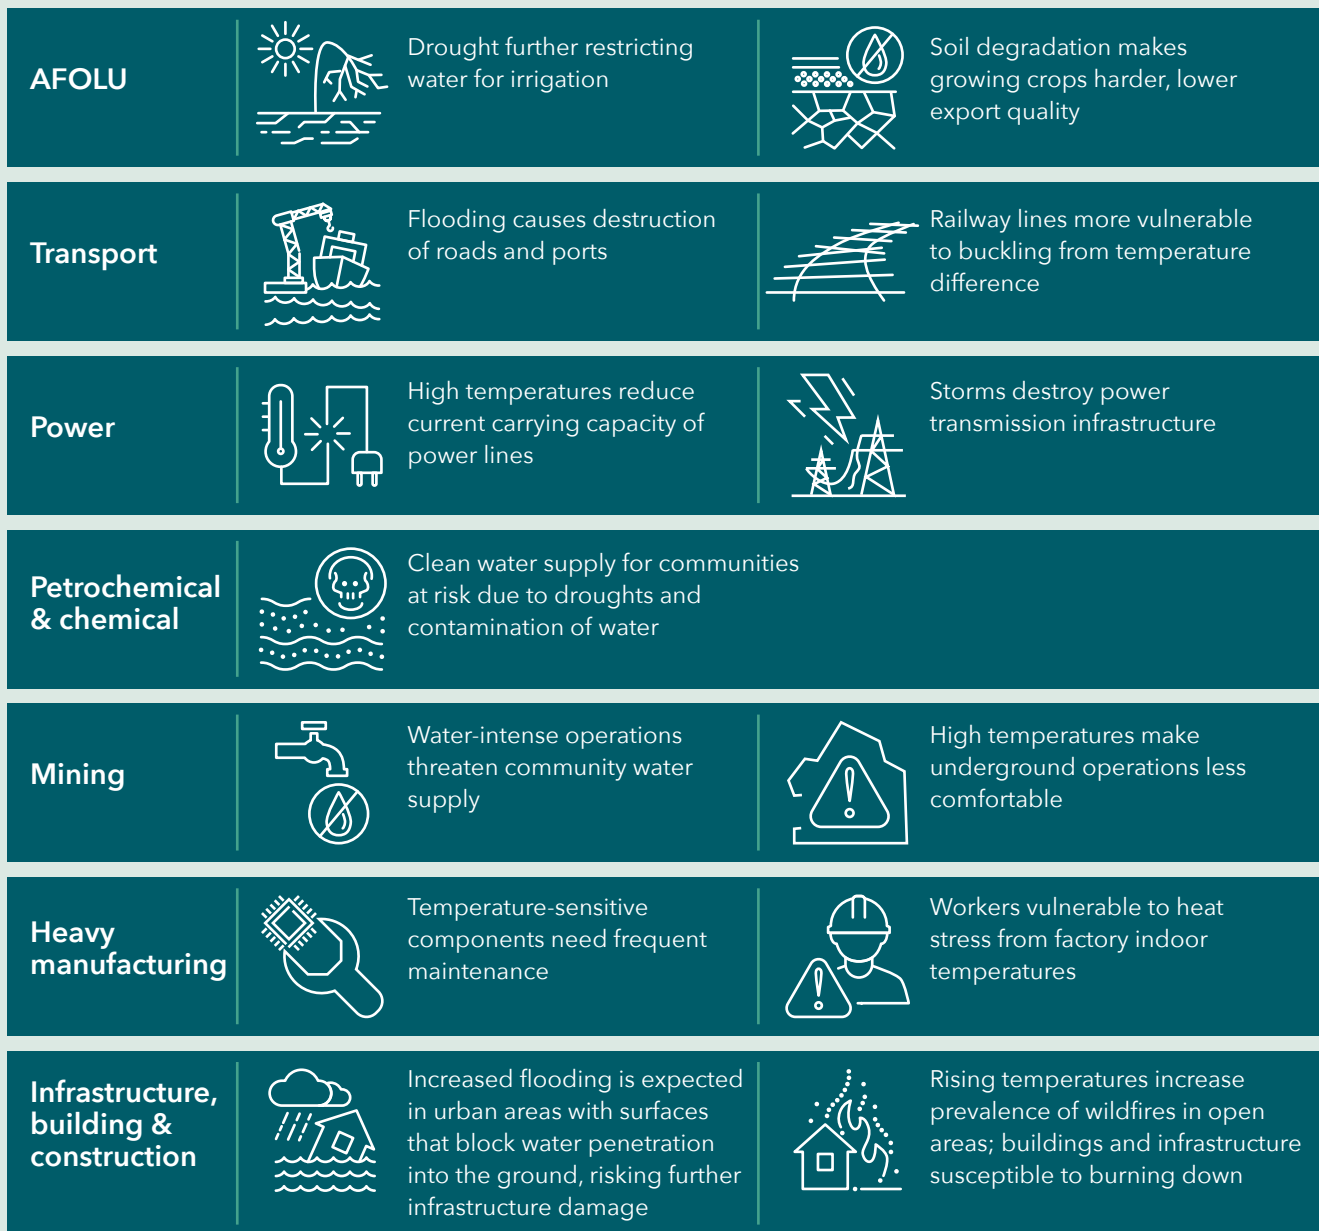 AFOLU
Drought further restricting
water for irrigation
Soil degradation makes
growing crops harder, lower
export quality
Transport
Flooding causes destruction
of roads and ports
Railway lines more vulnerable
to buckling from temperature
difference
Power
High temperatures reduce
current carrying capacity of
power lines
Storms destroy power
transmission infrastructure
Petrochemical
& chemical
Clean water supply for communities
at risk due to droughts and
contamination of water
Mining
Water-intense operations
threaten community water
supply
High temperatures make
underground operations less
comfortable
Heavy
manufacturing
Temperature-sensitive
components need frequent
maintenance
Workers vulnerable to heat
stress from factory indoor
temperatures
Infrastructure,
building &
construction
Increased flooding is expected
in urban areas with surfaces
that block water penetration
into the ground, risking further
infrastructure damage
Rising temperatures increase
prevalence of wildfires in open
areas; buildings and infrastructure
susceptible to burning down